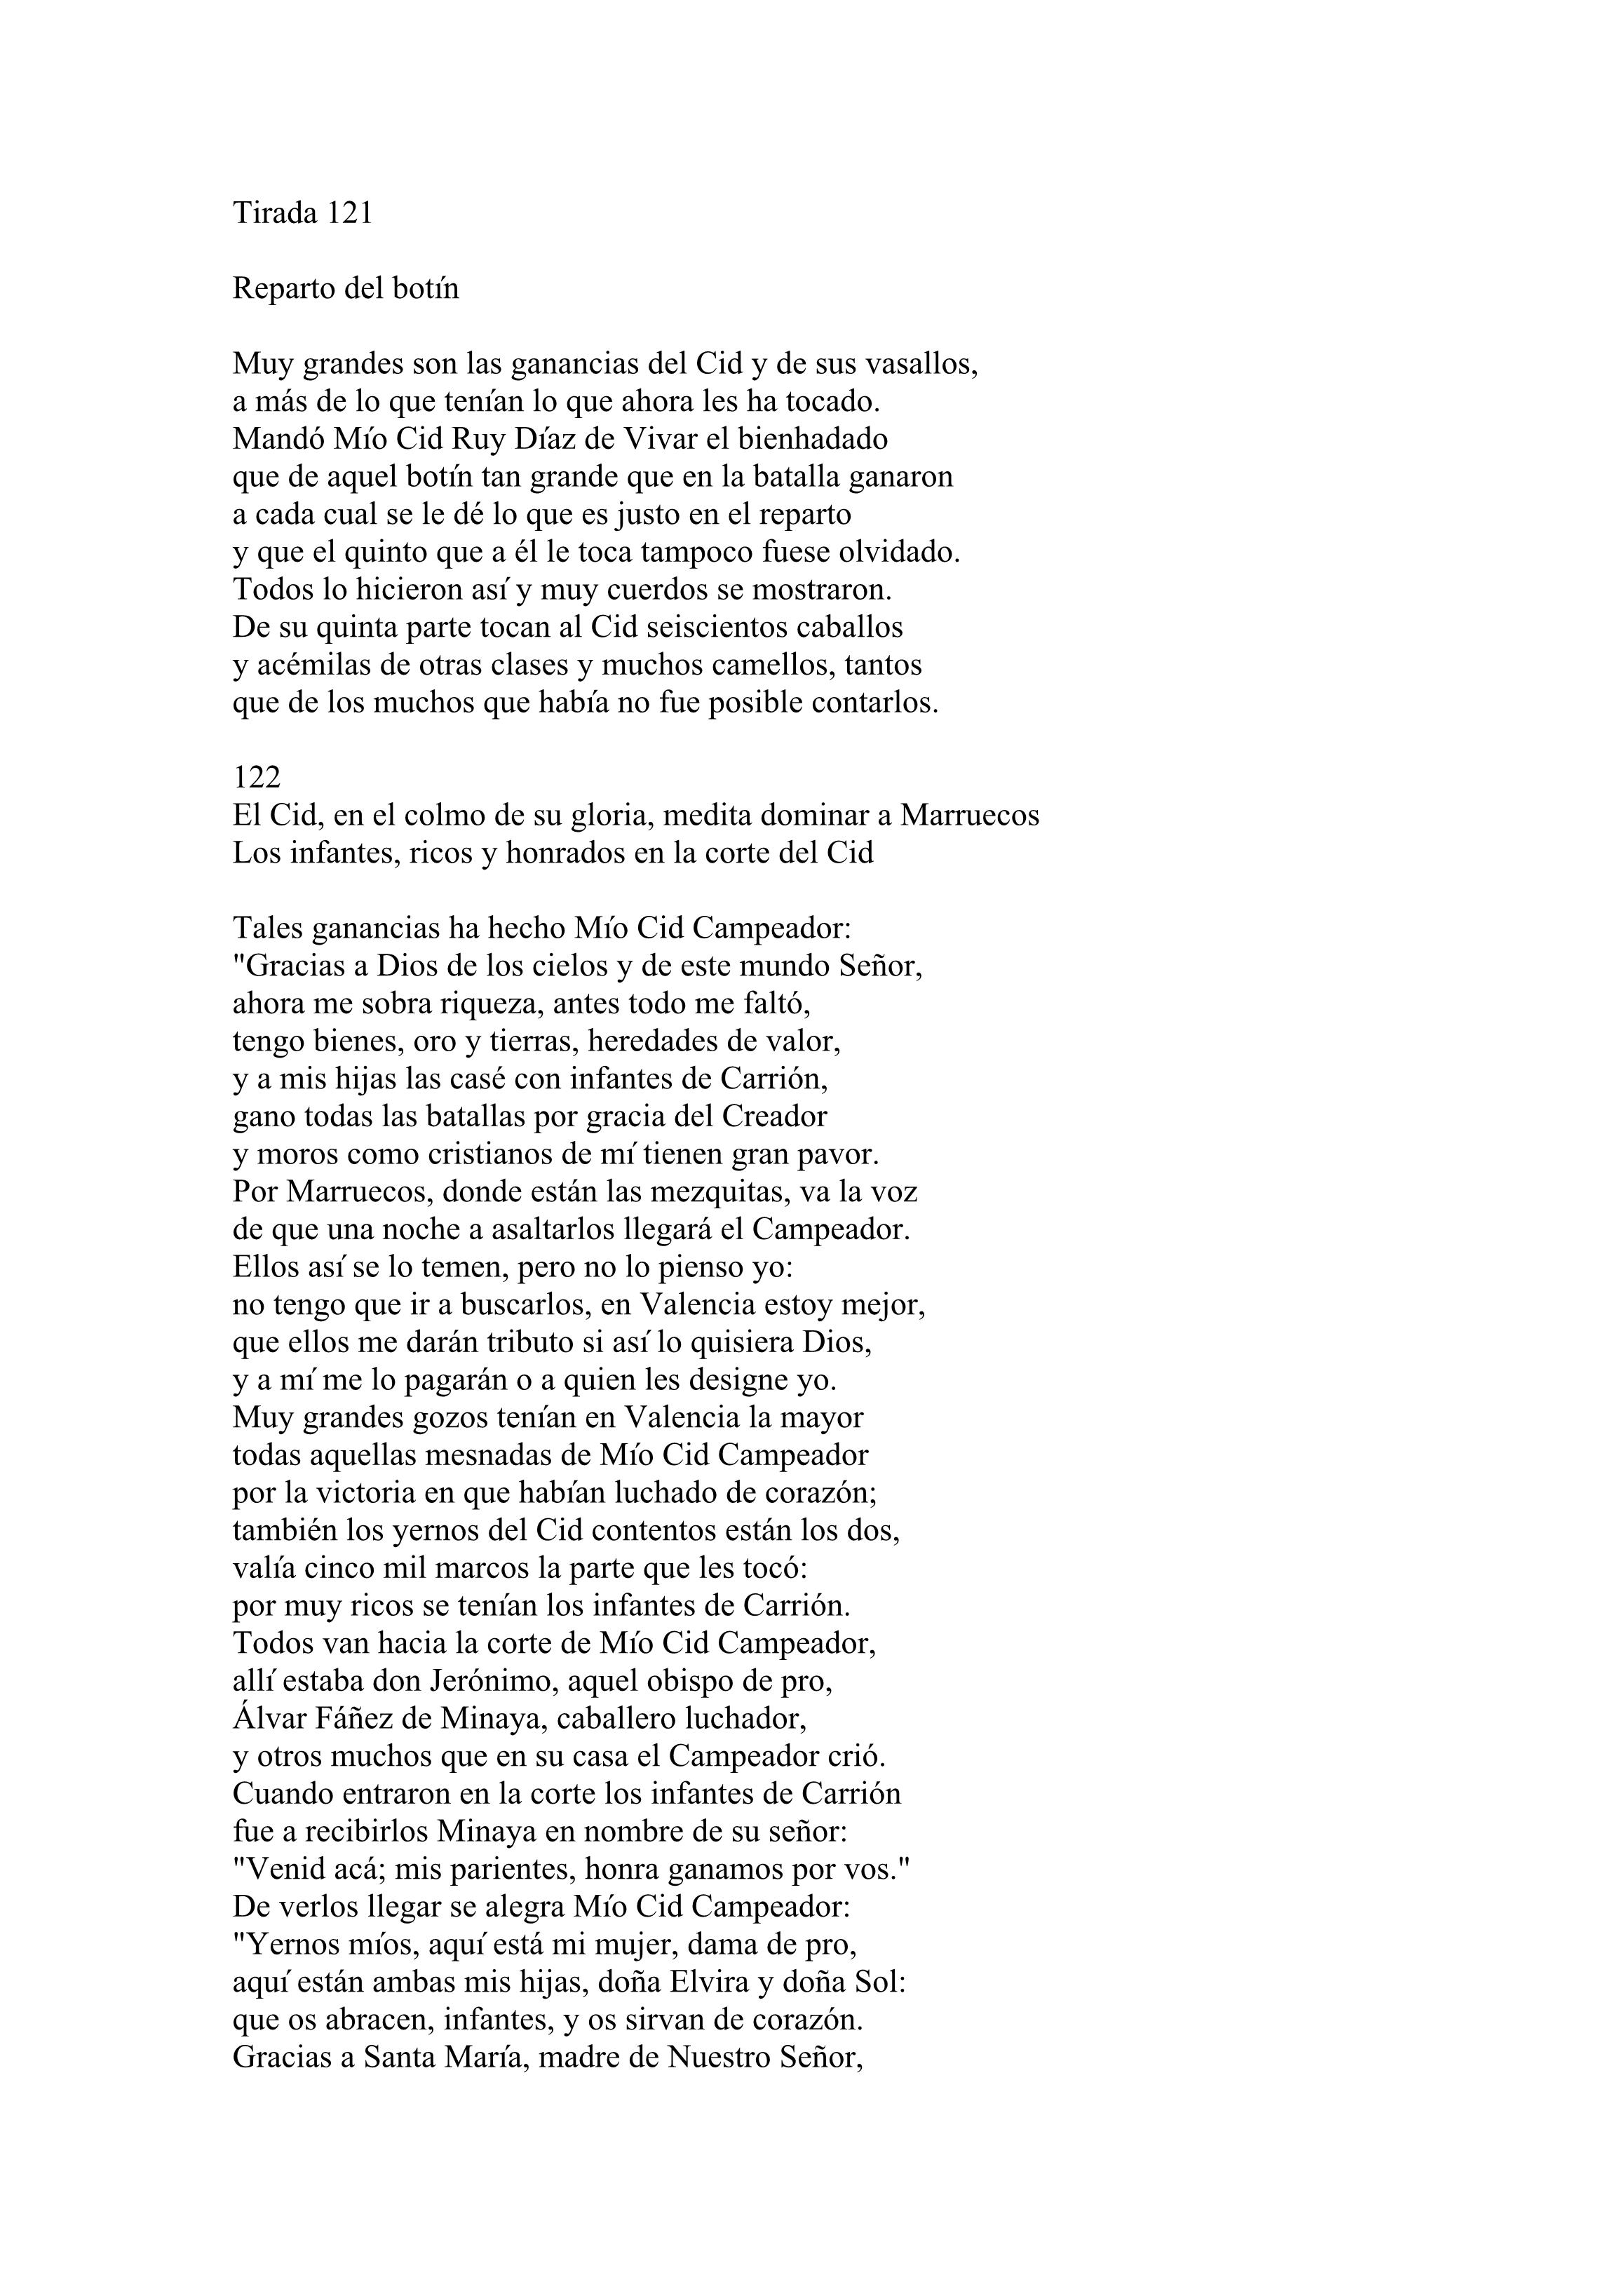 Tirada 121
Reparto del botín
Muy grandes son las ganancias del Cid y de sus vasallos,
a más de lo que tenían lo que ahora les ha tocado.
Mandó Mío Cid Ruy Díaz de Vivar el bienhadado
que de aquel botín tan grande que en la batalla ganaron
a cada cual se le dé lo que es justo en el reparto
y que el quinto que a él le toca tampoco fuese olvidado.
Todos lo hicieron así y muy cuerdos se mostraron.
De su quinta parte tocan al Cid seiscientos caballos
y acémilas de otras clases y muchos camellos, tantos
que de los muchos que había no fue posible contarlos.
122
El Cid, en el colmo de su gloria, medita dominar a Marruecos
Los infantes, ricos y honrados en la corte del Cid
Tales ganancias ha hecho Mío Cid Campeador:
"Gracias a Dios de los cielos y de este mundo Señor,
ahora me sobra riqueza, antes todo me faltó,
tengo bienes, oro y tierras, heredades de valor,
y a mis hijas las casé con infantes de Carrión,
gano todas las batallas por gracia del Creador
y moros como cristianos de mí tienen gran pavor.
Por Marruecos, donde están las mezquitas, va la voz
de que una noche a asaltarlos llegará el Campeador.
Ellos así se lo temen, pero no lo pienso yo:
no tengo que ir a buscarlos, en Valencia estoy mejor,
que ellos me darán tributo si así lo quisiera Dios,
y a mí me lo pagarán o a quien les designe yo.
Muy grandes gozos tenían en Valencia la mayor
todas aquellas mesnadas de Mío Cid Campeador
por la victoria en que habían luchado de corazón;
también los yernos del Cid contentos están los dos,
valía cinco mil marcos la parte que les tocó:
por muy ricos se tenían los infantes de Carrión.
Todos van hacia la corte de Mío Cid Campeador,
allí estaba don Jerónimo, aquel obispo de pro,
Álvar Fáñez de Minaya, caballero luchador,
y otros muchos que en su casa el Campeador crió.
Cuando entraron en la corte los infantes de Carrión
fue a recibirlos Minaya en nombre de su señor:
"Venid acá; mis parientes, honra ganamos por vos."
De verlos llegar se alegra Mío Cid Campeador:
"Yernos míos, aquí está mi mujer, dama de pro,
aquí están ambas mis hijas, doña Elvira y doña Sol:
que os abracen, infantes, y os sirvan de corazón.
Gracias a Santa María, madre de Nuestro Señor,